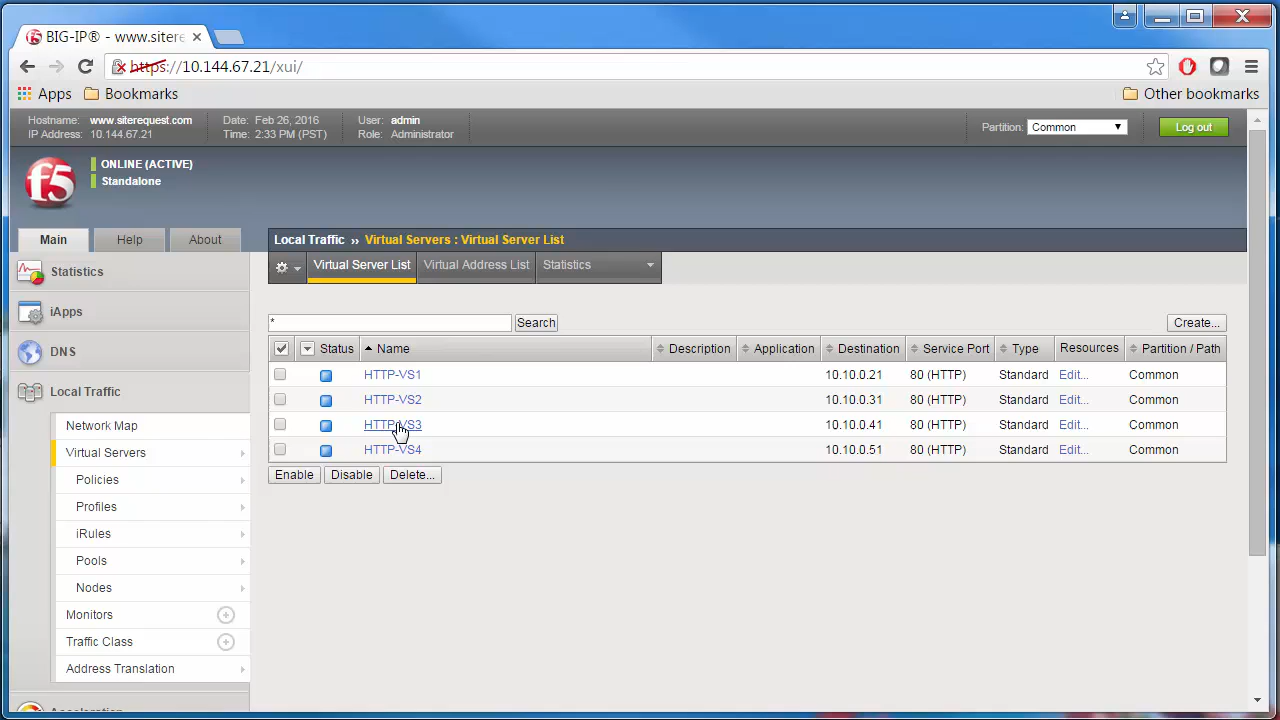 BIG-IP® - www.sitere
https://10.144.67.21/xui/
Apps Bookmarks Other bookmarks
Hostname: www.siterequest.com Date: Feb 26, 2016 User: admin
IP Address: 10.144.67.21 Time: 2:33 PM (PST) Role: Administrator
Partition: Common Log out
f5
ONLINE (ACTIVE)
Standalone
Main Help About
Local Traffic ›› Virtual Servers : Virtual Server List
Virtual Server List Virtual Address List Statistics
Statistics
iApps
DNS
Local Traffic
Network Map
Virtual Servers
Policies
Profiles
iRules
Pools
Nodes
Monitors
Traffic Class
Address Translation
* Search Create...
Status Name Description Application Destination Service Port Type Resources Partition / Path
HTTP-VS1 10.10.0.21 80 (HTTP) Standard Edit... Common
HTTP-VS2 10.10.0.31 80 (HTTP) Standard Edit... Common
HTTP-VS3 10.10.0.41 80 (HTTP) Standard Edit... Common
HTTP-VS4 10.10.0.51 80 (HTTP) Standard Edit... Common
Enable Disable Delete...